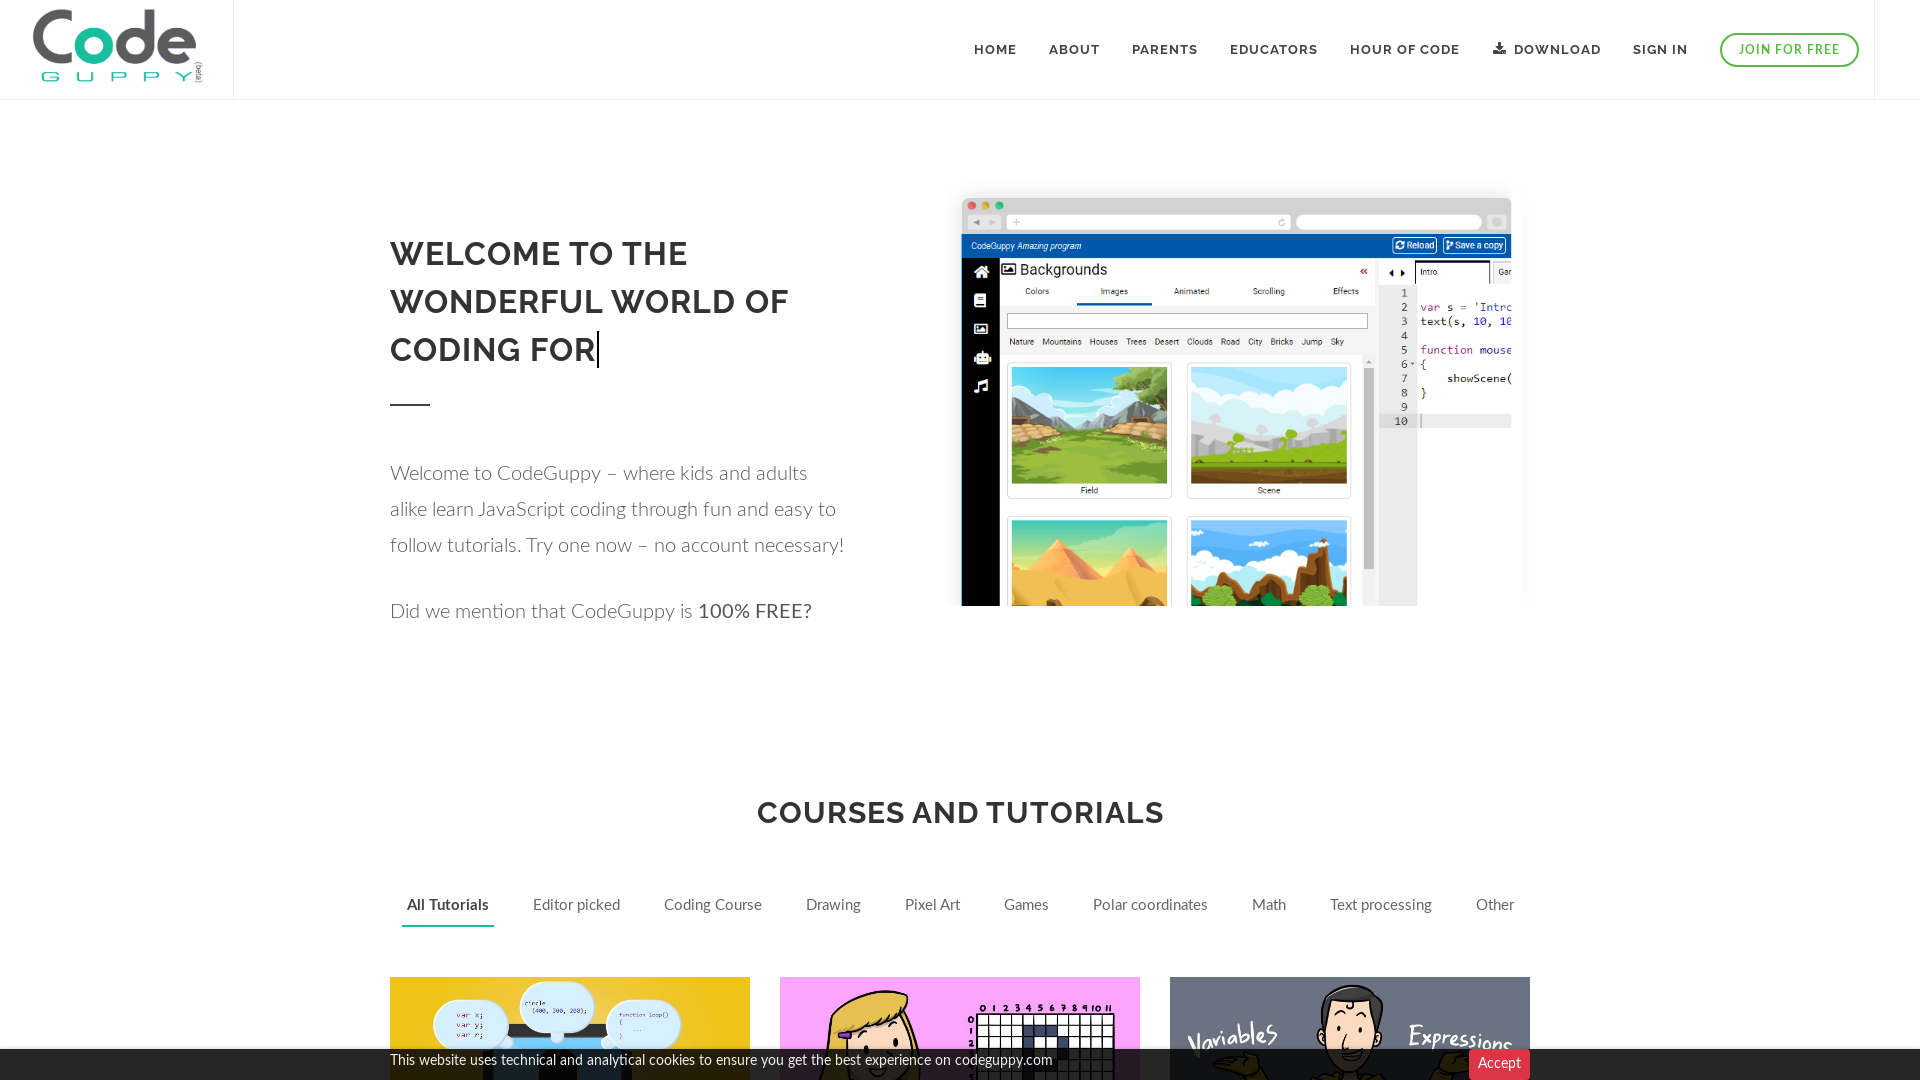 Code
GUPPY
(beta)
HOME
ABOUT
PARENTS
EDUCATORS
HOUR OF CODE
DOWNLOAD
SIGN IN
JOIN FOR FREE
WELCOME TO THE
WONDERFUL WORLD OF
CODING FOR
Welcome to CodeGuppy – where kids and adults
alike learn JavaScript coding through fun and easy to
follow tutorials. Try one now – no account necessary!
Did we mention that CodeGuppy is 100% FREE?
CodeGuppy Amazing program
Reload
Save a copy
Backgrounds
Colors
Images
Animated
Scrolling
Effects
Nature Mountains Houses Trees Desert Clouds Road City Bricks Jump Sky
Field
Scene
Intro
Gar
1
2 var s = 'Intro
3 text(s, 10, 10
4
5 function mouse
6 {
7 showScene(
8 }
9
10
COURSES AND TUTORIALS
All Tutorials
Editor picked
Coding Course
Drawing
Pixel Art
Games
Polar coordinates
Math
Text processing
Other
var x;
var y;
var r;
circle
(400, 300, 200);
function loop()
{
...
}
0 1 2 3 4 5 6 7 8 9 10 11
0
1
2
3
4
5
Variables
Expressions
This website uses technical and analytical cookies to ensure you get the best experience on codeguppy.com
Accept